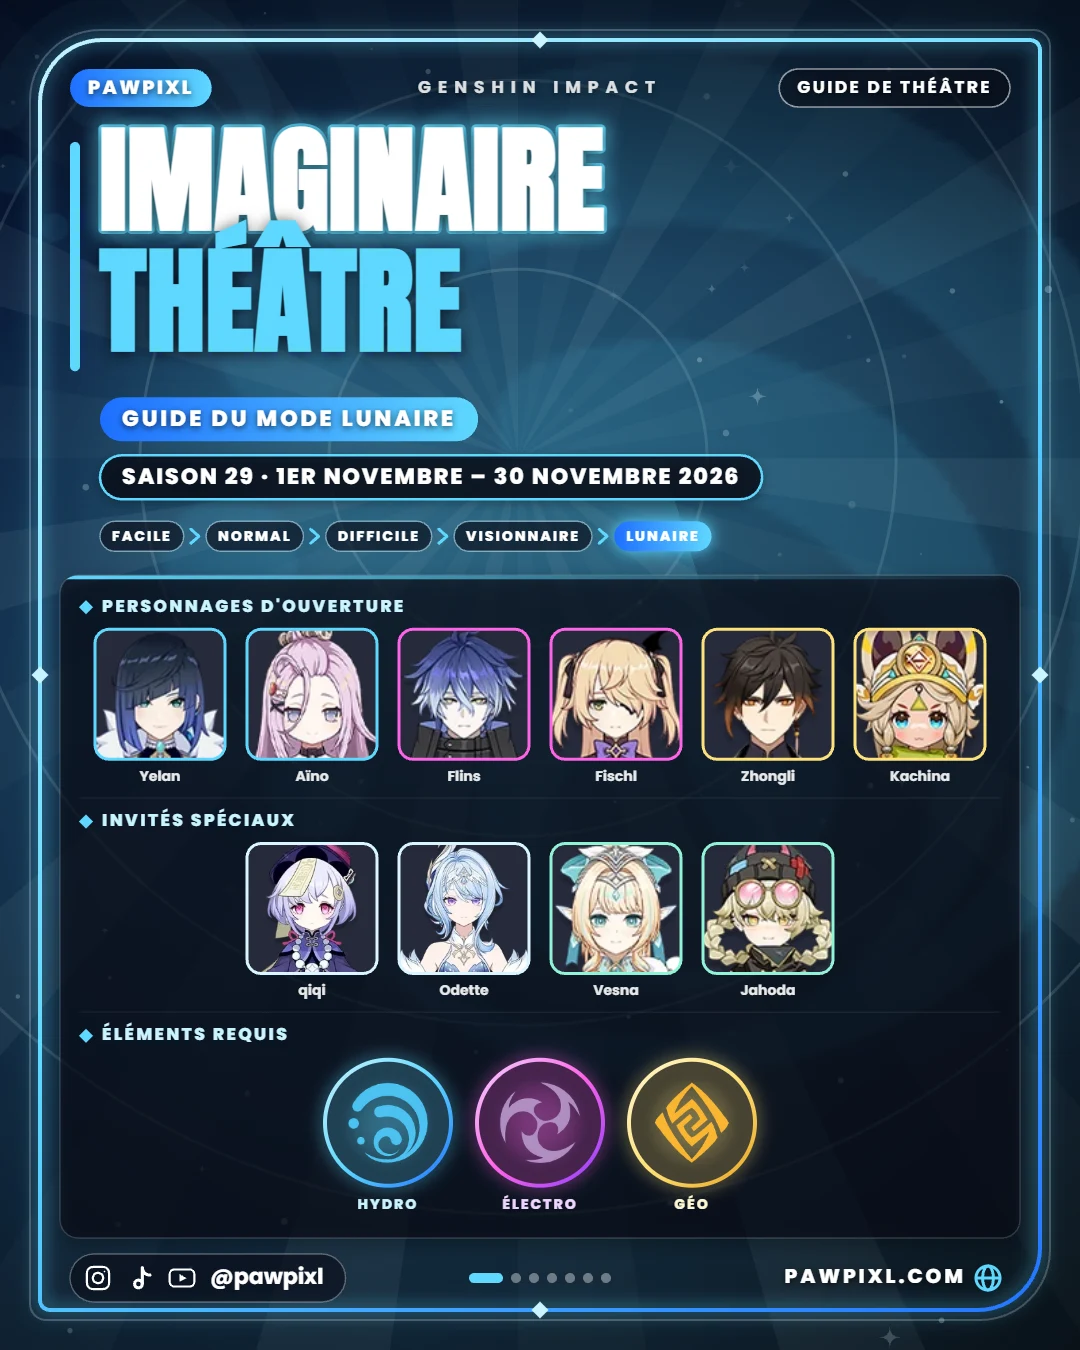 PAWPIXL
GENSHIN IMPACT
GUIDE DE THÉÂTRE
IMAGINAIRE
THÉÂTRE
GUIDE DU MODE LUNAIRE
SAISON 29 · 1ER NOVEMBRE – 30 NOVEMBRE 2026
FACILE NORMAL DIFFICILE VISIONNAIRE LUNAIRE
PERSONNAGES D'OUVERTURE
Yelan Aïno Flins Fischl Zhongli Kachina
INVITÉS SPÉCIAUX
qiqi Odette Vesna Jahoda
ÉLÉMENTS REQUIS
HYDRO ÉLECTRO GÉO
@pawpixl
PAWPIXL.COM